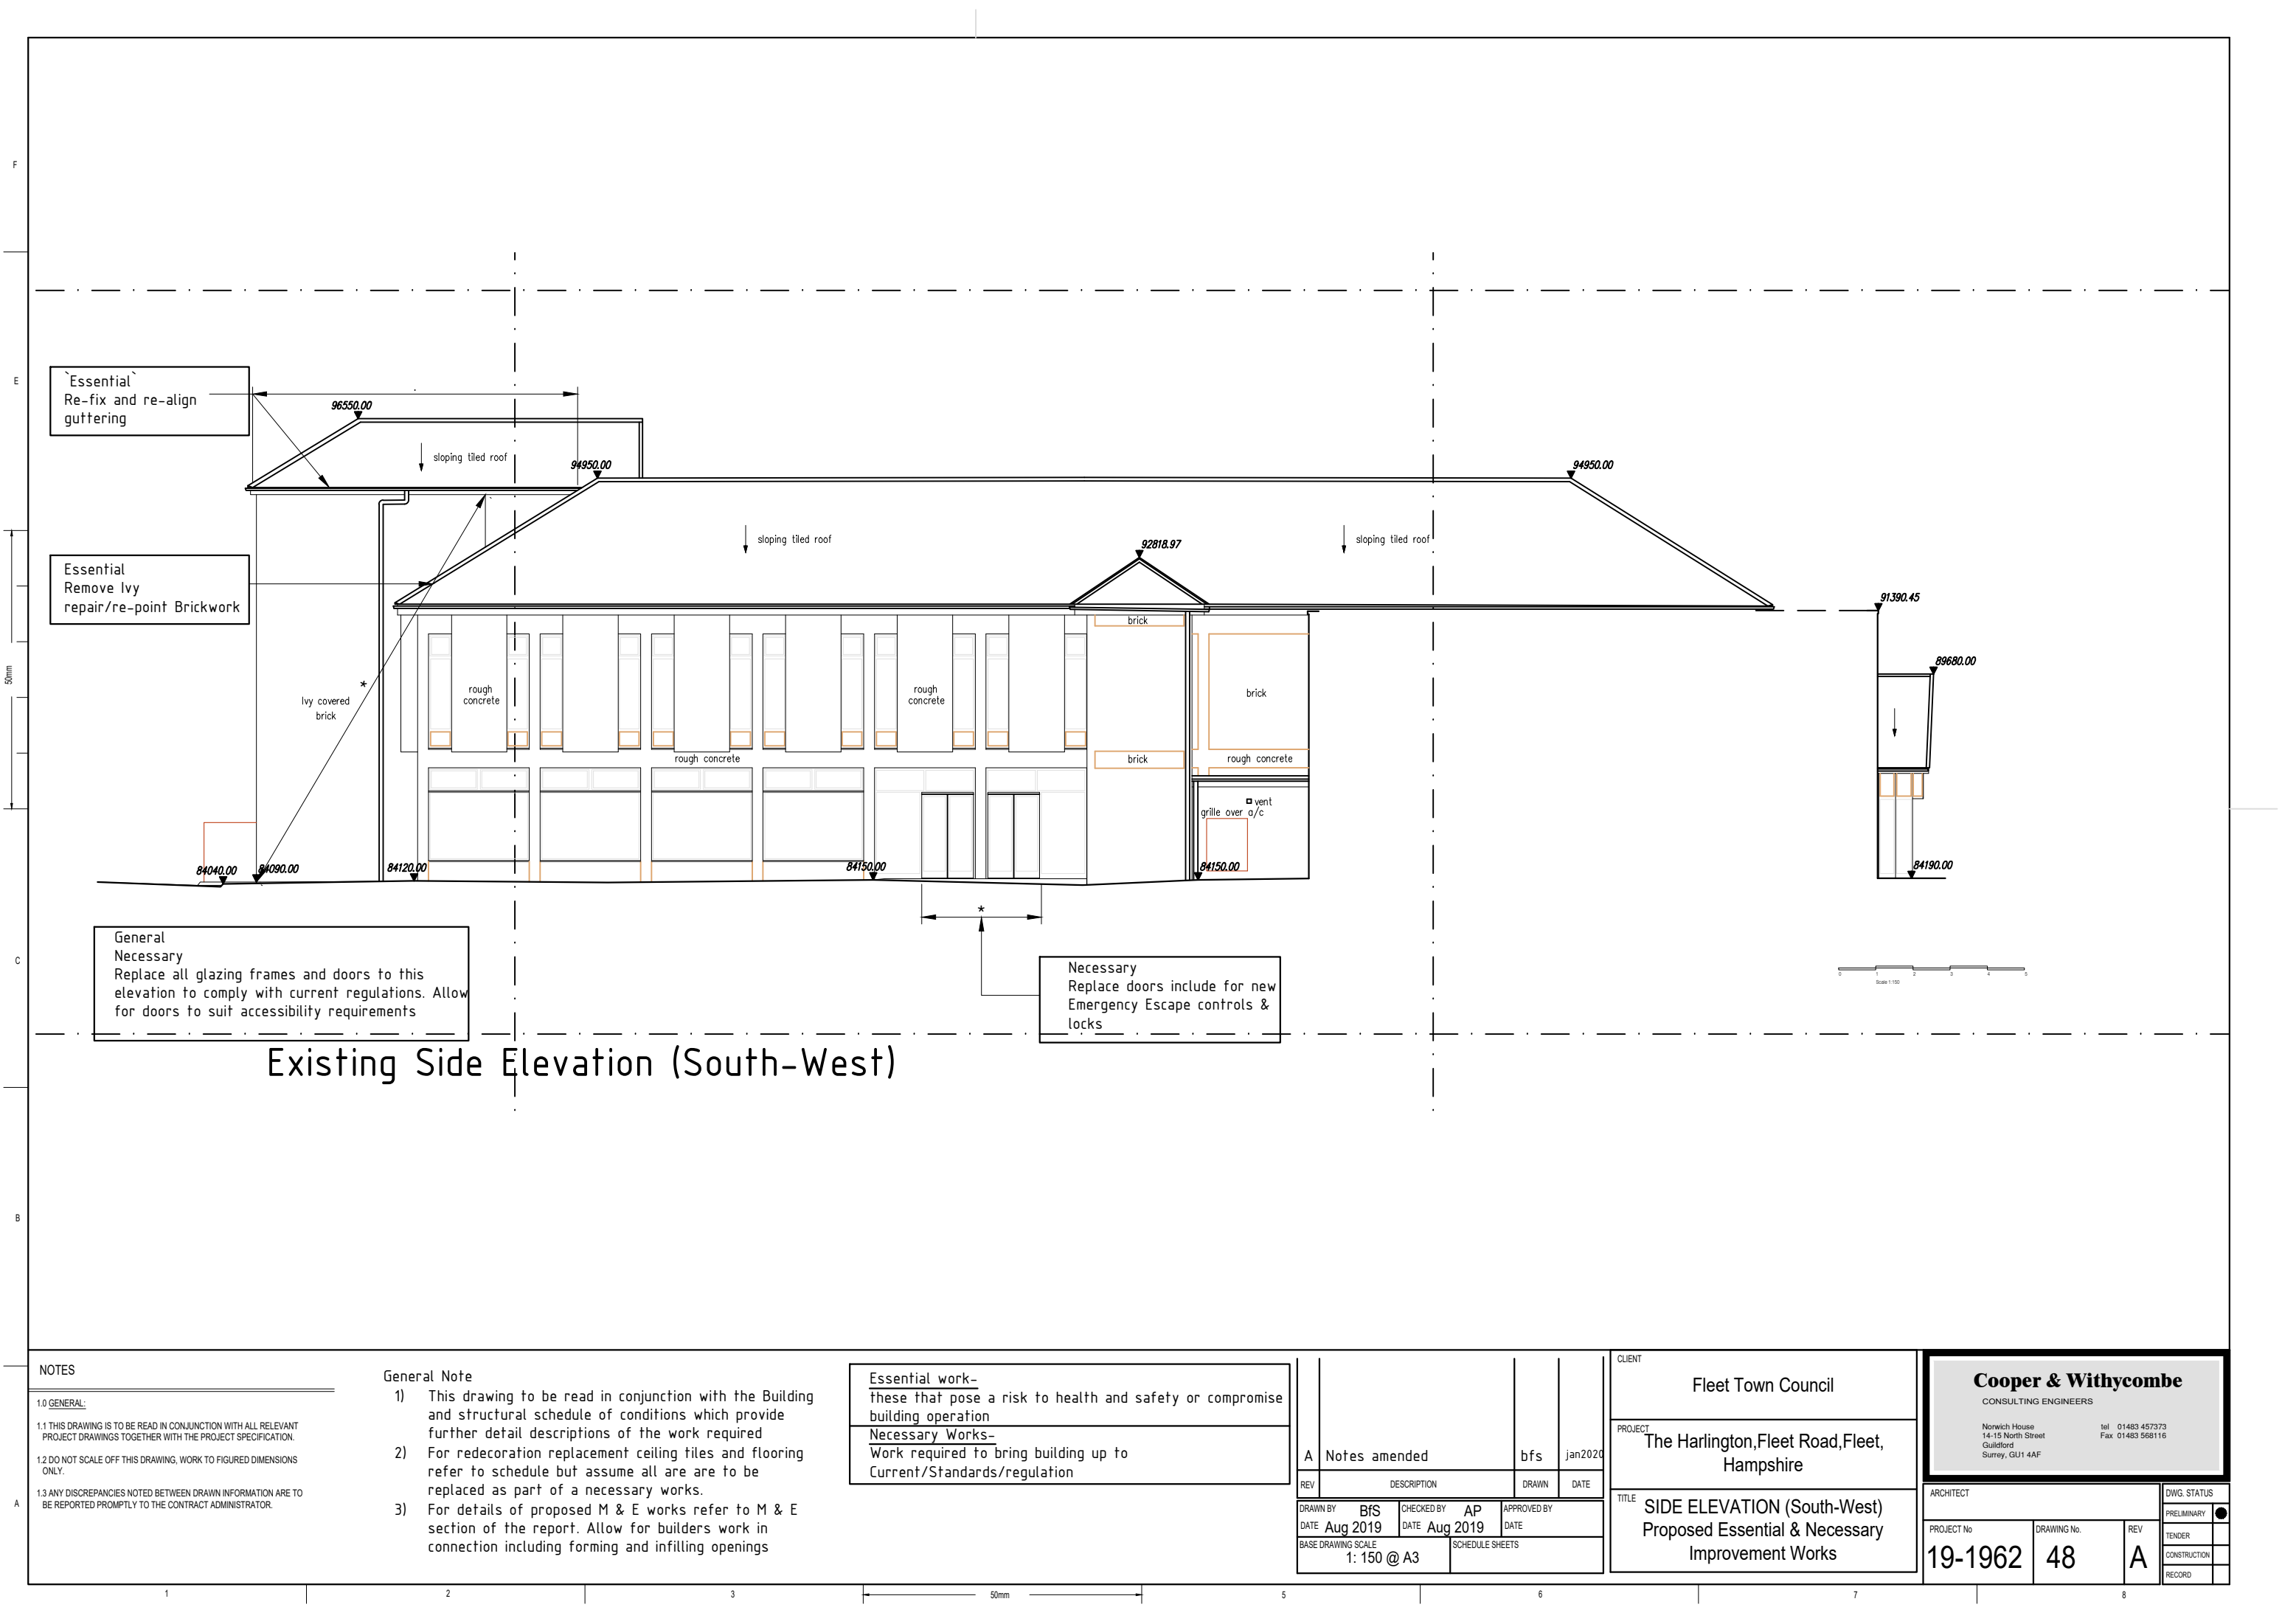 F
E
C
B
A
50mm
`Essential`
Re-fix and re-align
guttering
96550.00
sloping tiled roof
94950.00
94950.00
sloping tiled roof
sloping tiled roof
92818.97
Essential
Remove Ivy
repair/re-point Brickwork
91390.45
89680.00
brick
rough
concrete
rough
concrete
brick
*
Ivy covered
brick
rough concrete
brick
rough concrete
vent
grille over a/c
84040.00
84090.00
84120.00
84150.00
84150.00
84190.00
*
General
Necessary
Replace all glazing frames and doors to this
elevation to comply with current regulations. Allow
for doors to suit accessibility requirements
Necessary
Replace doors include for new
Emergency Escape controls &
locks
0 1 2 3 4 5
Scale 1:150
Existing Side Elevation (South-West)
NOTES
1.0 GENERAL:
1.1 THIS DRAWING IS TO BE READ IN CONJUNCTION WITH ALL RELEVANT
PROJECT DRAWINGS TOGETHER WITH THE PROJECT SPECIFICATION.
1.2 DO NOT SCALE OFF THIS DRAWING, WORK TO FIGURED DIMENSIONS
ONLY.
1.3 ANY DISCREPANCIES NOTED BETWEEN DRAWN INFORMATION ARE TO
BE REPORTED PROMPTLY TO THE CONTRACT ADMINISTRATOR.
General Note
1) This drawing to be read in conjunction with the Building
and structural schedule of conditions which provide
further detail descriptions of the work required
2) For redecoration replacement ceiling tiles and flooring
refer to schedule but assume all are are to be
replaced as part of a necessary works.
3) For details of proposed M & E works refer to M & E
section of the report. Allow for builders work in
connection including forming and infilling openings
Essential work-
these that pose a risk to health and safety or compromise
building operation
Necessary Works-
Work required to bring building up to
Current/Standards/regulation
A Notes amended bfs jan2020
REV DESCRIPTION DRAWN DATE
DRAWN BY BfS CHECKED BY AP APPROVED BY
DATE Aug 2019 DATE Aug 2019 DATE
BASE DRAWING SCALE SCHEDULE SHEETS
1: 150 @ A3
CLIENT
Fleet Town Council
PROJECT
The Harlington,Fleet Road,Fleet,
Hampshire
TITLE
SIDE ELEVATION (South-West)
Proposed Essential & Necessary
Improvement Works
Cooper & Withycombe
CONSULTING ENGINEERS
Norwich House tel 01483 457373
14-15 North Street Fax 01483 568116
Guildford
Surrey, GU1 4AF
ARCHITECT
DWG. STATUS
PRELIMINARY
TENDER
CONSTRUCTION
RECORD
PROJECT No DRAWING No. REV
19-1962 48 A
1 2 3 50mm 5 6 7 8